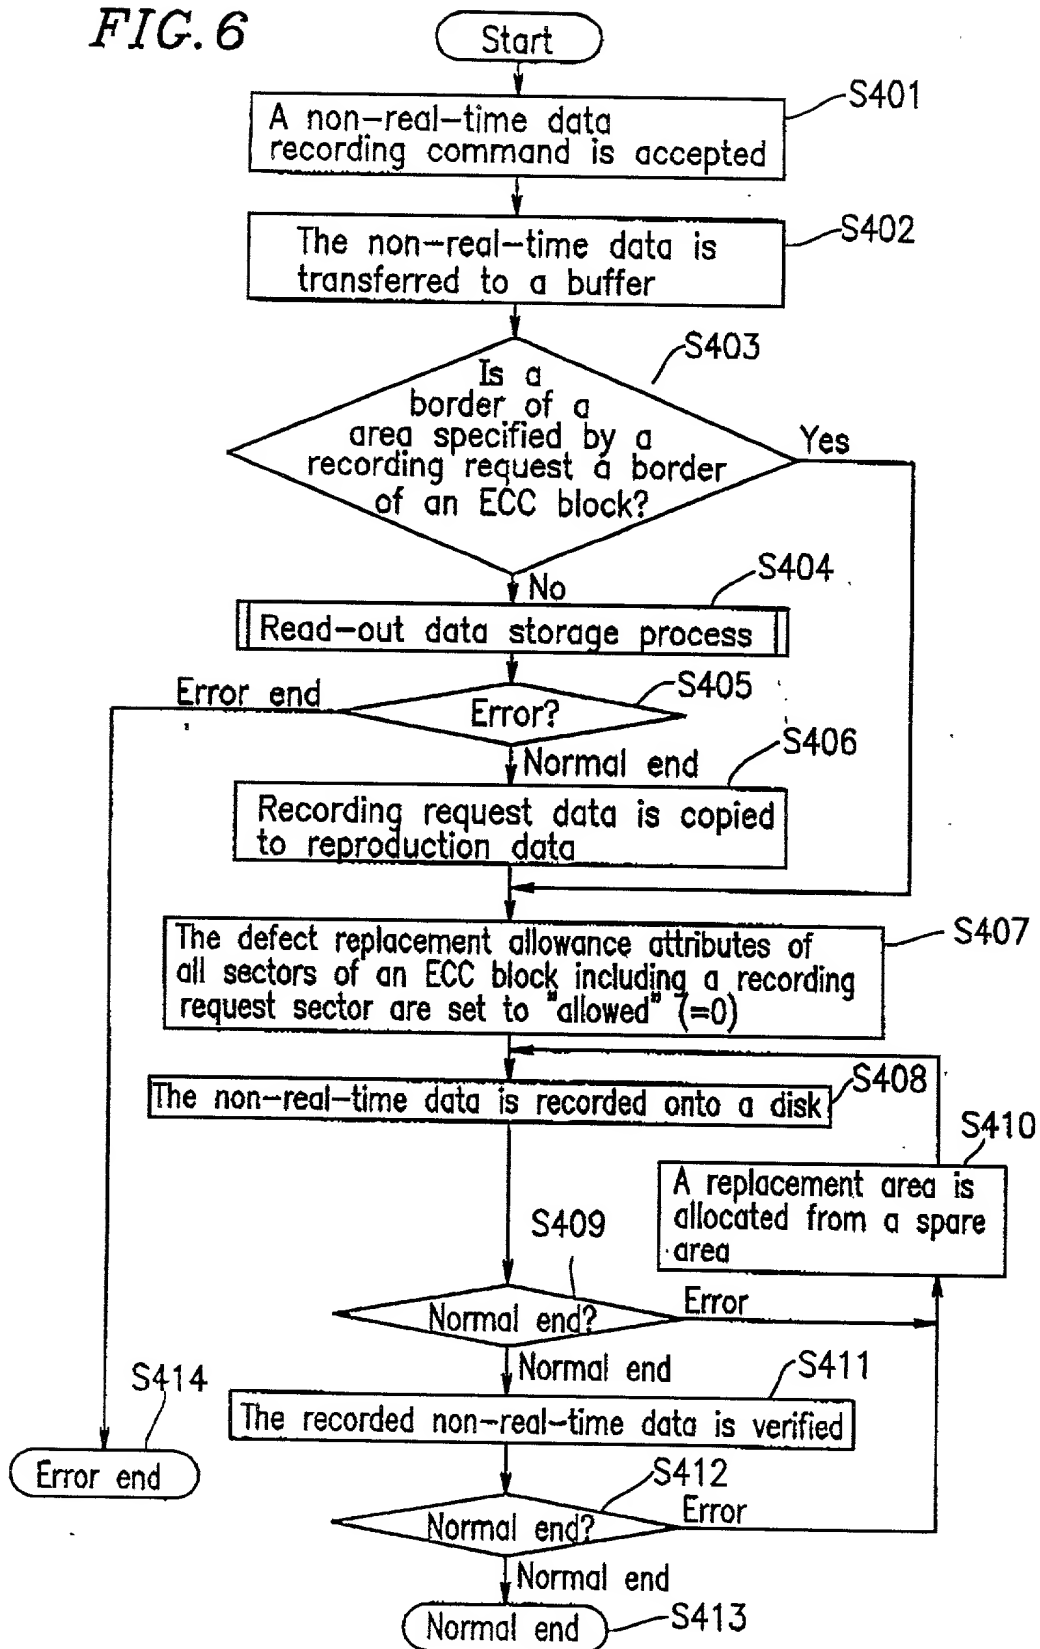 FIG. 6
Start
S401
A non-real-time data
recording command is accepted
S402
The non-real-time data is
transferred to a buffer
S403
Is a
border of a
area specified by a
recording request a border
of an ECC block?
Yes
No
S404
Read-out data storage process
Error end
S405
Error?
S406
Normal end
Recording request data is copied
to reproduction data
S407
The defect replacement allowance attributes of
all sectors of an ECC block including a recording
request sector are set to "allowed" (=0)
S408
The non-real-time data is recorded onto a disk
S410
A replacement area is
allocated from a spare
area
S409
Normal end?
Error
Normal end
S411
The recorded non-real-time data is verified
S414
Error end
S412
Normal end?
Error
Normal end
Normal end
S413